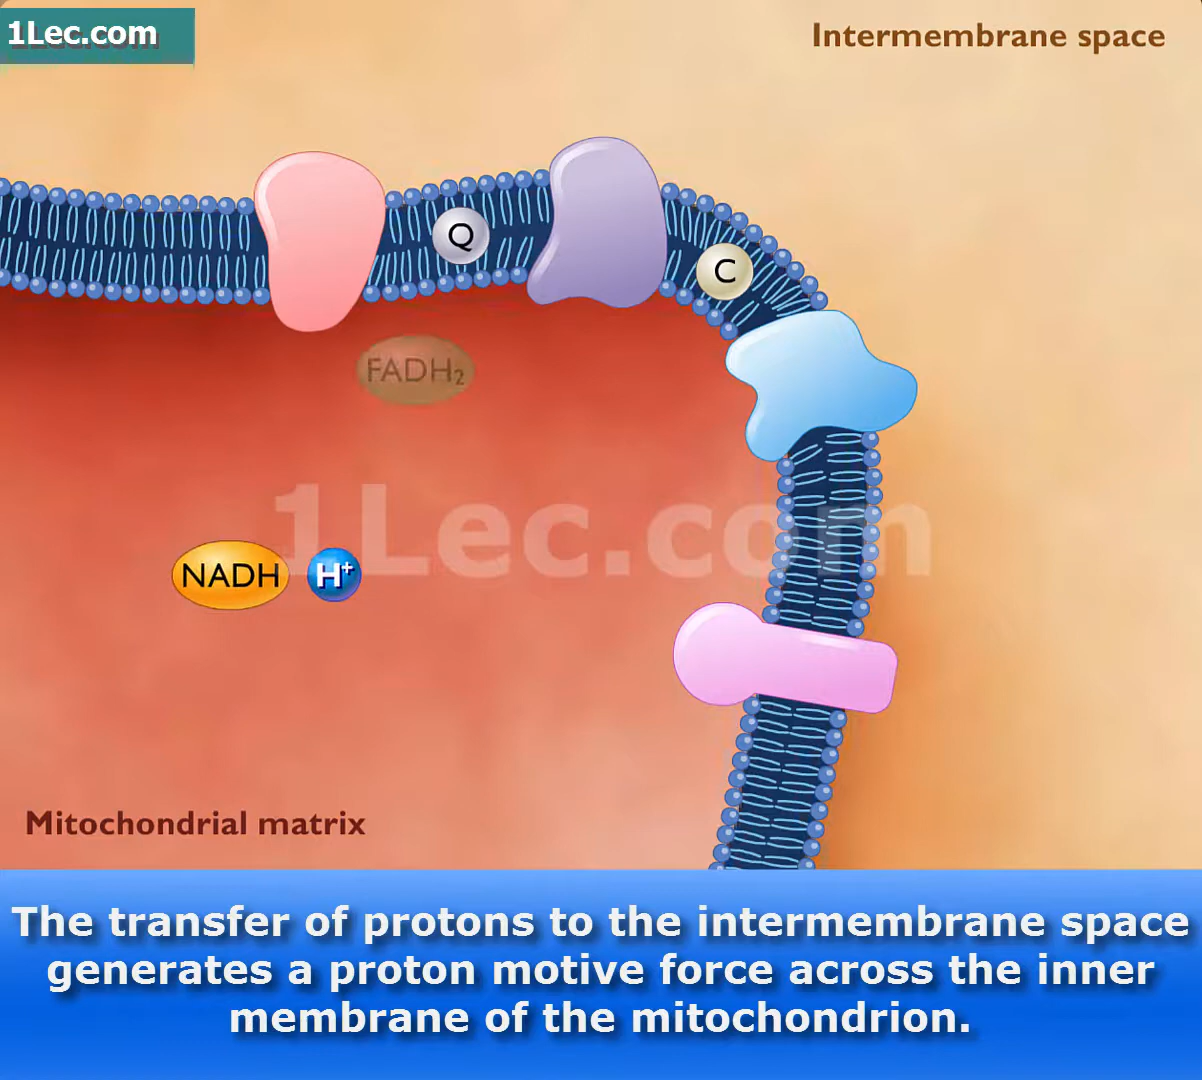 1Lec.com
Intermembrane space
Q
C
FADH₂
1Lec.com
NADH H⁺
Mitochondrial matrix
The transfer of protons to the intermembrane space
generates a proton motive force across the inner
membrane of the mitochondrion.